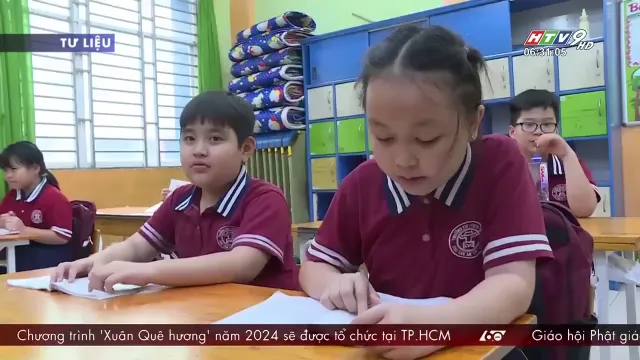 TƯ LIỆU
HTV9 HD
06:31:05
Chương trình 'Xuân Quê hương' năm 2024 sẽ được tổ chức tại TP.HCM
60
Giáo hội Phật giá